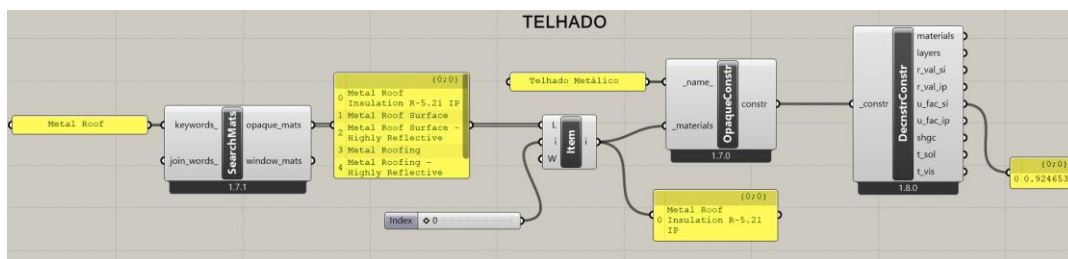 TELHADO
Metal Roof
keywords_
join_words_
SearchMats
opaque_mats
window_mats
1.7.1
{0;0}
0 Metal Roof
Insulation R-5.21 IP
1 Metal Roof Surface
2 Metal Roof Surface -
Highly Reflective
3 Metal Roofing
4 Metal Roofing -
Highly Reflective
Index
0
L
i
W
Item
i
Telhado Metálico
_name_
_materials
OpaqueConstr
constr
1.7.0
{0;0}
0 Metal Roof
Insulation R-5.21
IP
_constr
DecnstrConstr
materials
layers
r_val_si
r_val_ip
u_fac_si
u_fac_ip
shgc
t_sol
t_vis
1.8.0
{0;0}
0 0.924653